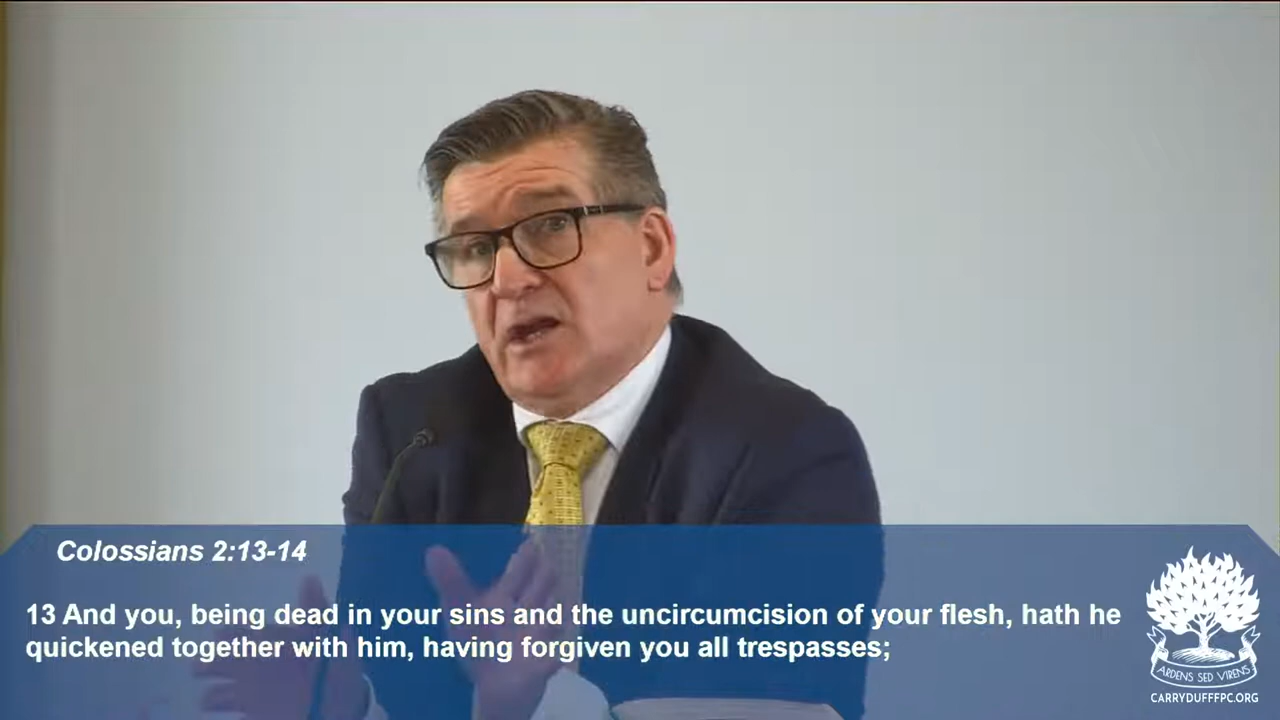 Colossians 2:13-14
13 And you, being dead in your sins and the uncircumcision of your flesh, hath he
quickened together with him, having forgiven you all trespasses;
ARDENS SED VIRENS
CARRYDUFFFPC.ORG